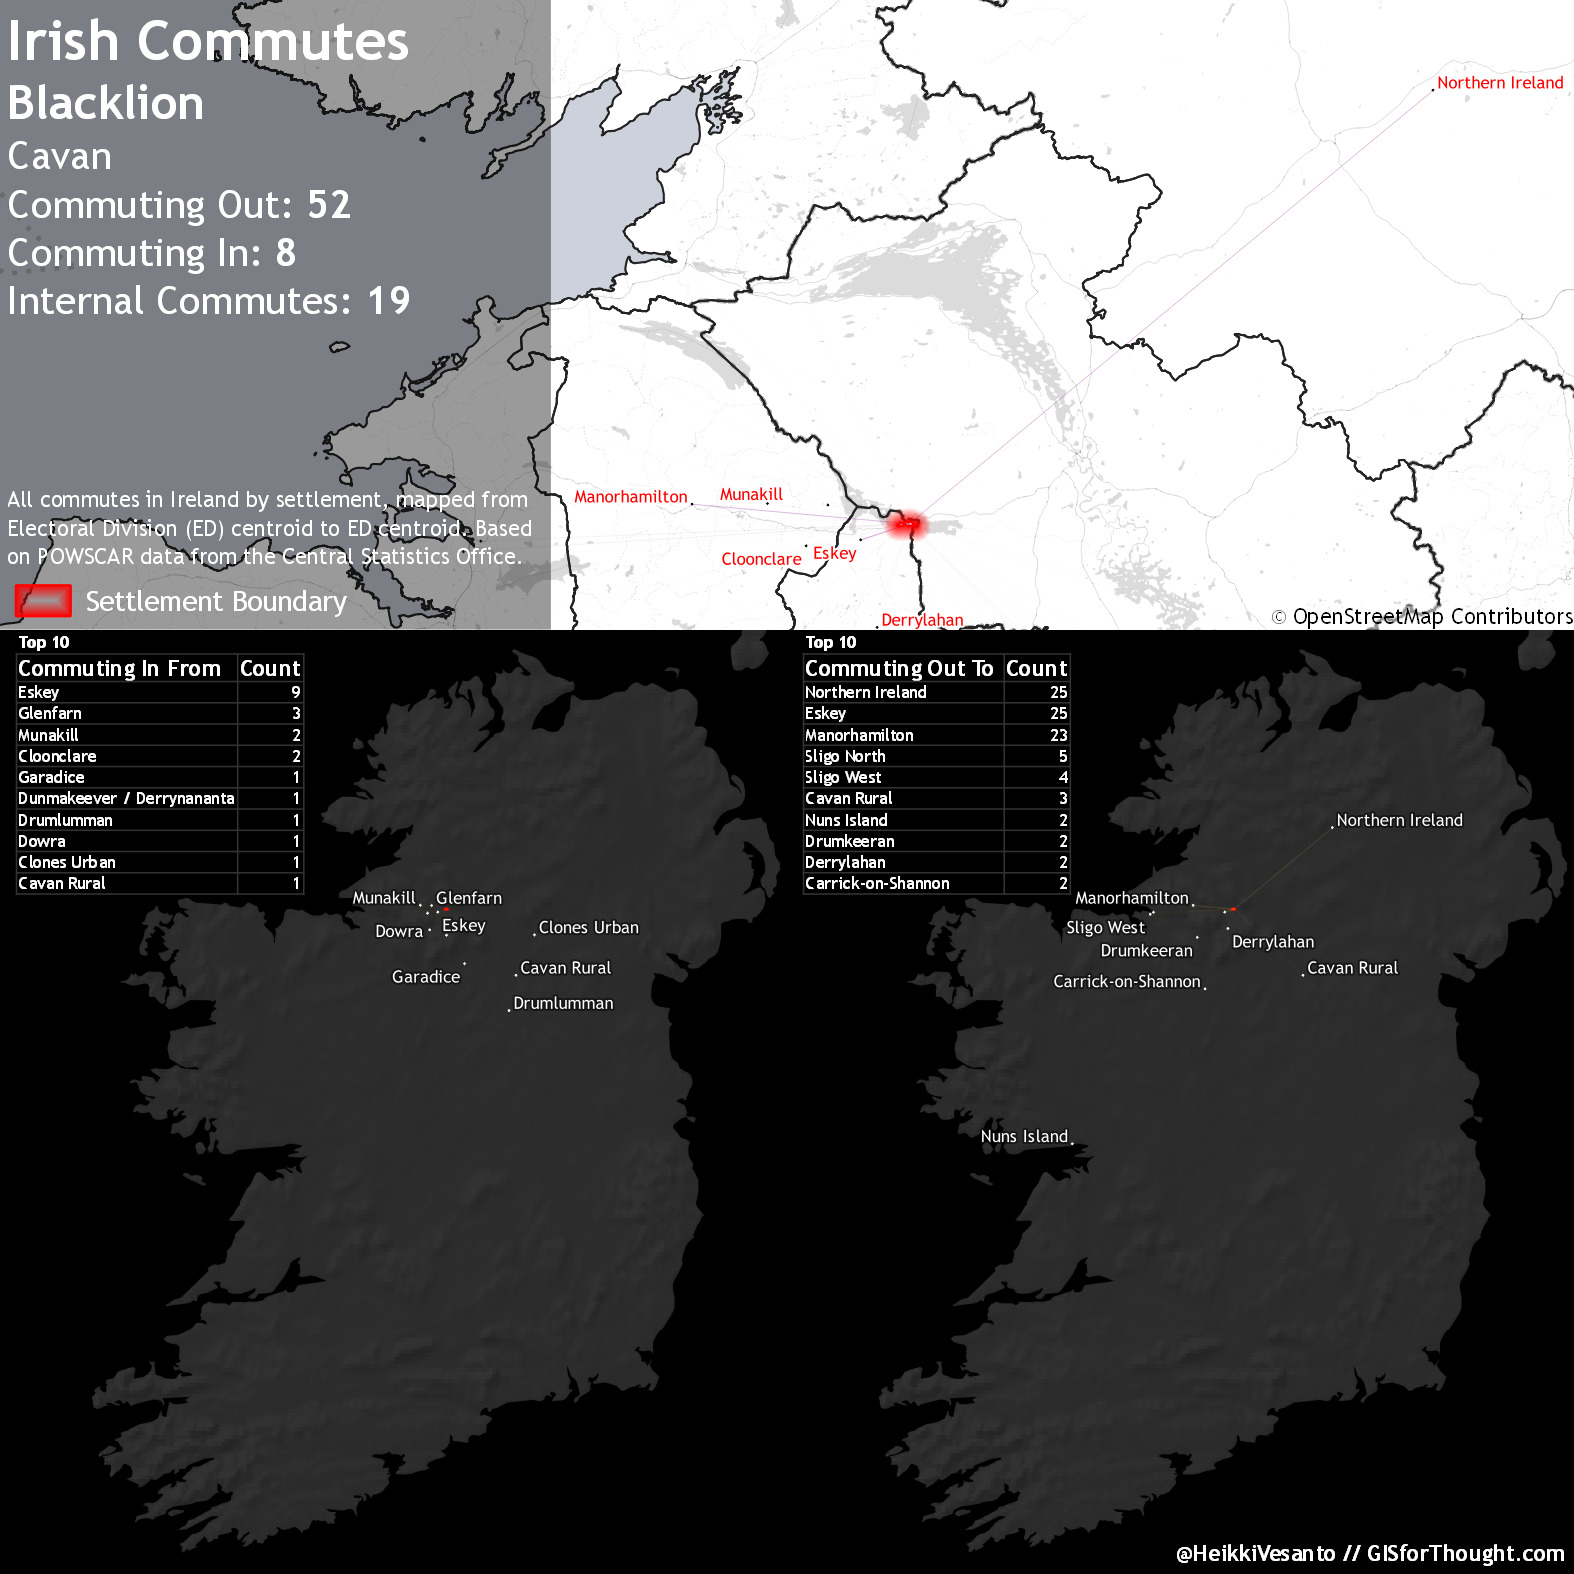 Irish Commutes
Blacklion
Cavan
Commuting Out: 52
Commuting In: 8
Internal Commutes: 19
All commutes in Ireland by settlement, mapped from
Electoral Division (ED) centroid to ED centroid. Based
on POWSCAR data from the Central Statistics Office.
Settlement Boundary
Northern Ireland
Manorhamilton
Munakill
Cloonclare
Eskey
Derrylahan
© OpenStreetMap Contributors
Top 10
Commuting In From Count
Eskey 9
Glenfarn 3
Munakill 2
Cloonclare 2
Garadice 1
Dunmakeever / Derrynananta 1
Drumlumman 1
Dowra 1
Clones Urban 1
Cavan Rural 1
Munakill
Glenfarn
Dowra
Eskey
Clones Urban
Garadice
Cavan Rural
Drumlumman
Top 10
Commuting Out To Count
Northern Ireland 25
Eskey 25
Manorhamilton 23
Sligo North 5
Sligo West 4
Cavan Rural 3
Nuns Island 2
Drumkeeran 2
Derrylahan 2
Carrick-on-Shannon 2
Northern Ireland
Manorhamilton
Sligo West
Drumkeeran
Derrylahan
Carrick-on-Shannon
Cavan Rural
Nuns Island
@HeikkiVesanto // GISforThought.com